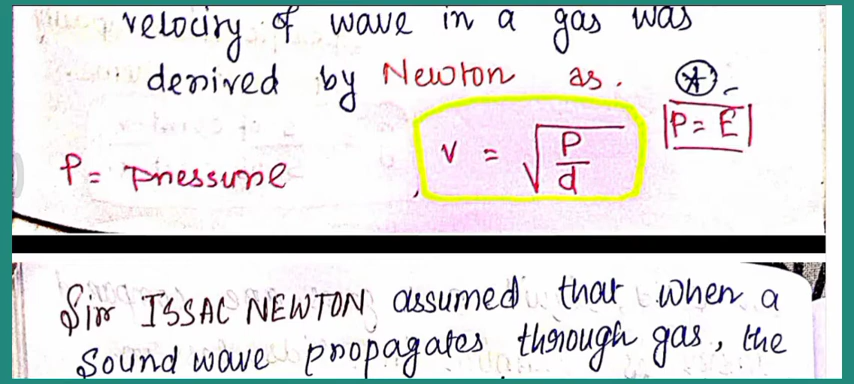 velocity of wave in a gas was
derived by Newton as.
P = E
V = √P/d
P = pressure
Sir ISSAC NEWTON assumed that when a
sound wave propagates through gas, the